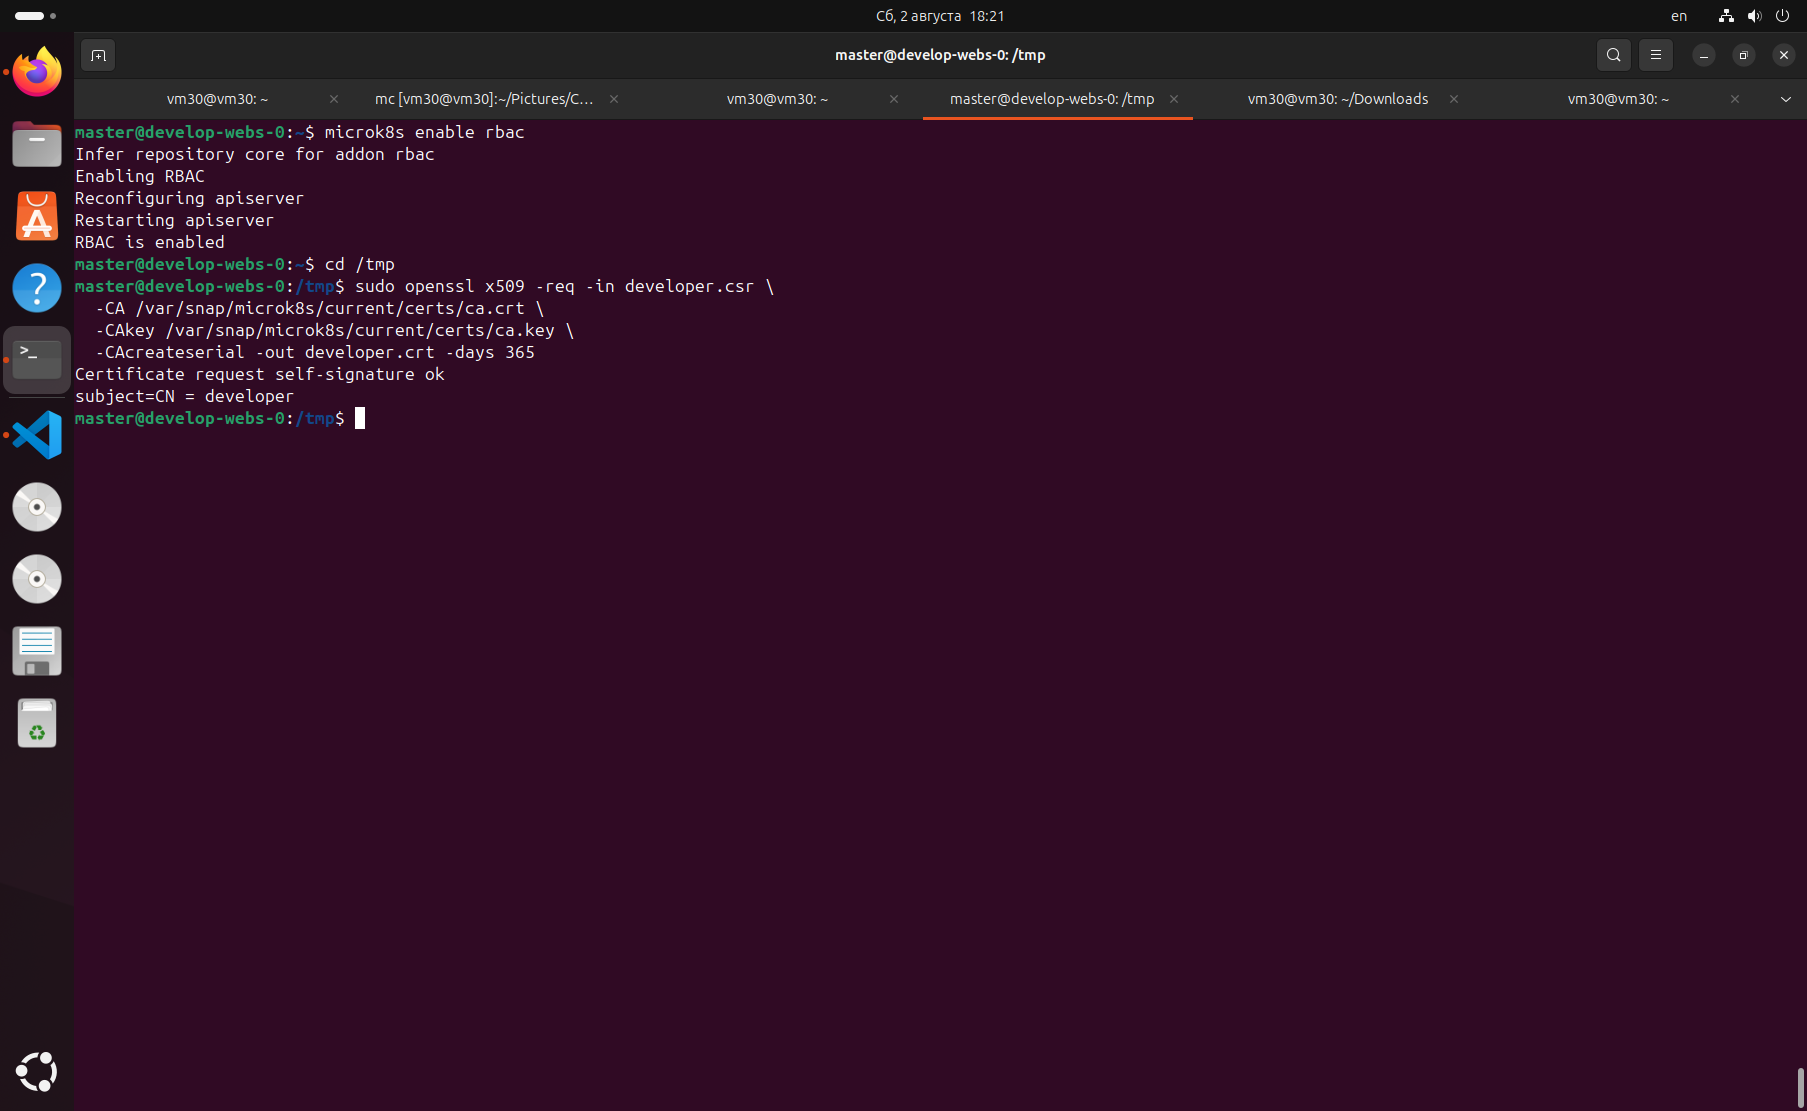 Сб, 2 августа 18:21
en
master@develop-webs-0: /tmp
vm30@vm30: ~
mc [vm30@vm30]:~/Pictures/C...
vm30@vm30: ~
master@develop-webs-0: /tmp
vm30@vm30: ~/Downloads
vm30@vm30: ~
master@develop-webs-0:~$ microk8s enable rbac
Infer repository core for addon rbac
Enabling RBAC
Reconfiguring apiserver
Restarting apiserver
RBAC is enabled
master@develop-webs-0:~$ cd /tmp
master@develop-webs-0:/tmp$ sudo openssl x509 -req -in developer.csr \
  -CA /var/snap/microk8s/current/certs/ca.crt \
  -CAkey /var/snap/microk8s/current/certs/ca.key \
  -CAcreateserial -out developer.crt -days 365
Certificate request self-signature ok
subject=CN = developer
master@develop-webs-0:/tmp$